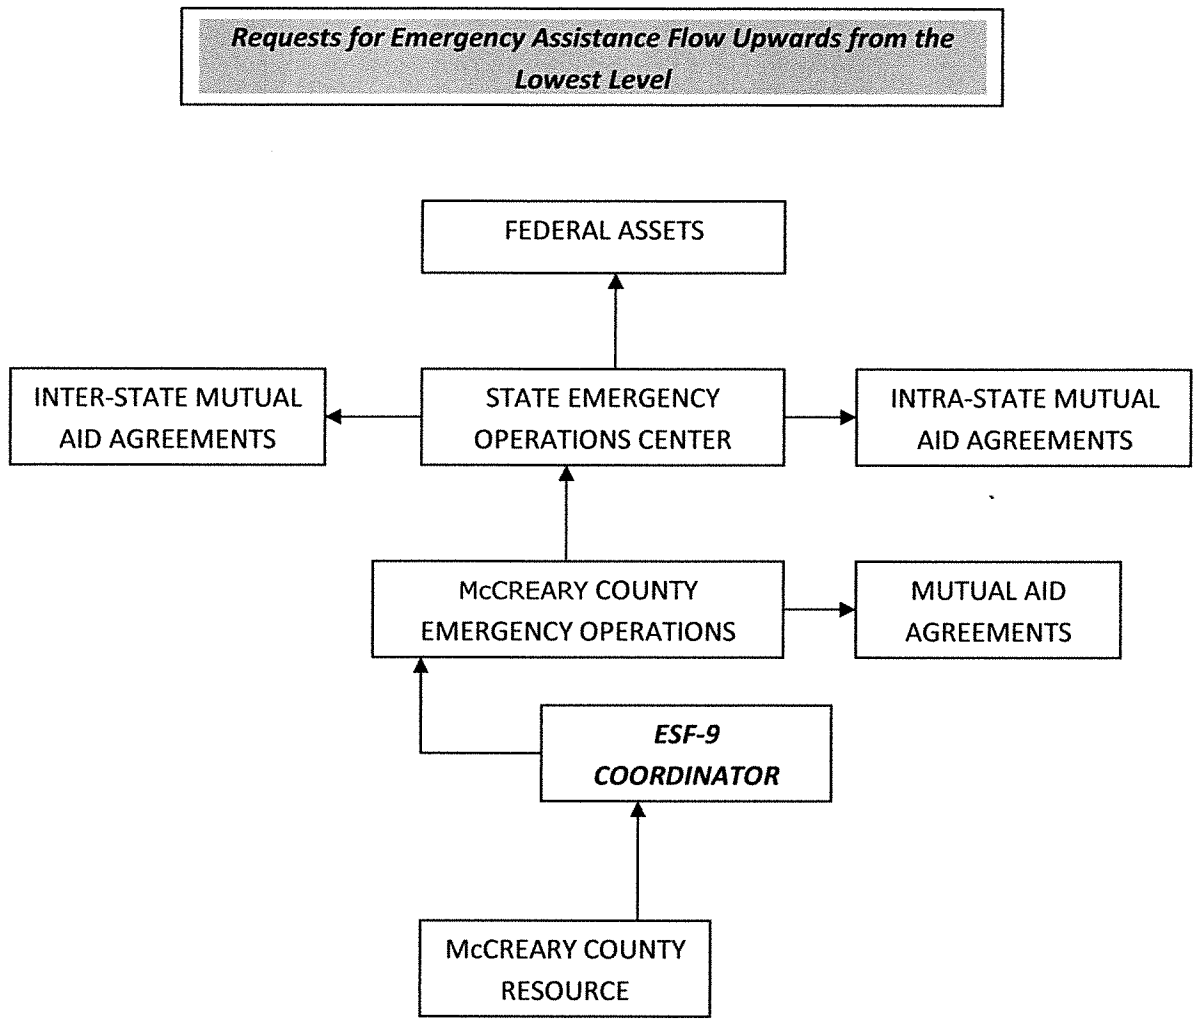 Requests for Emergency Assistance Flow Upwards from the
Lowest Level
FEDERAL ASSETS
INTER-STATE MUTUAL
AID AGREEMENTS
STATE EMERGENCY
OPERATIONS CENTER
INTRA-STATE MUTUAL
AID AGREEMENTS
McCREARY COUNTY
EMERGENCY OPERATIONS
MUTUAL AID
AGREEMENTS
ESF-9
COORDINATOR
McCREARY COUNTY
RESOURCE